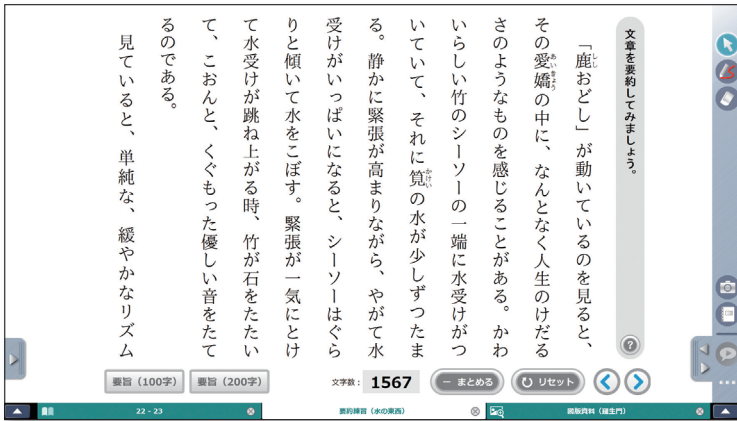 文章を要約してみましょう。
「鹿おどし」が動いているのを見ると、
その愛嬌の中に、なんとなく人生のけだる
さのようなものを感じることがある。かわ
いらしい竹のシーソーの一端に水受けがつ
いていて、それに筧の水が少しずつたま
る。静かに緊張が高まりながら、やがて水
受けがいっぱいになると、シーソーはぐら
りと傾いて水をこぼす。緊張が一気にとけ
て水受けが跳ね上がる時、竹が石をたたい
て、こおんと、くぐもった優しい音をたて
るのである。
見ていると、単純な、緩やかなリズム
要旨（100字）
要旨（200字）
文字数： 1567
－ まとめる
リセット
?
22 - 23
要約練習（水の東西）
図版資料（羅生門）